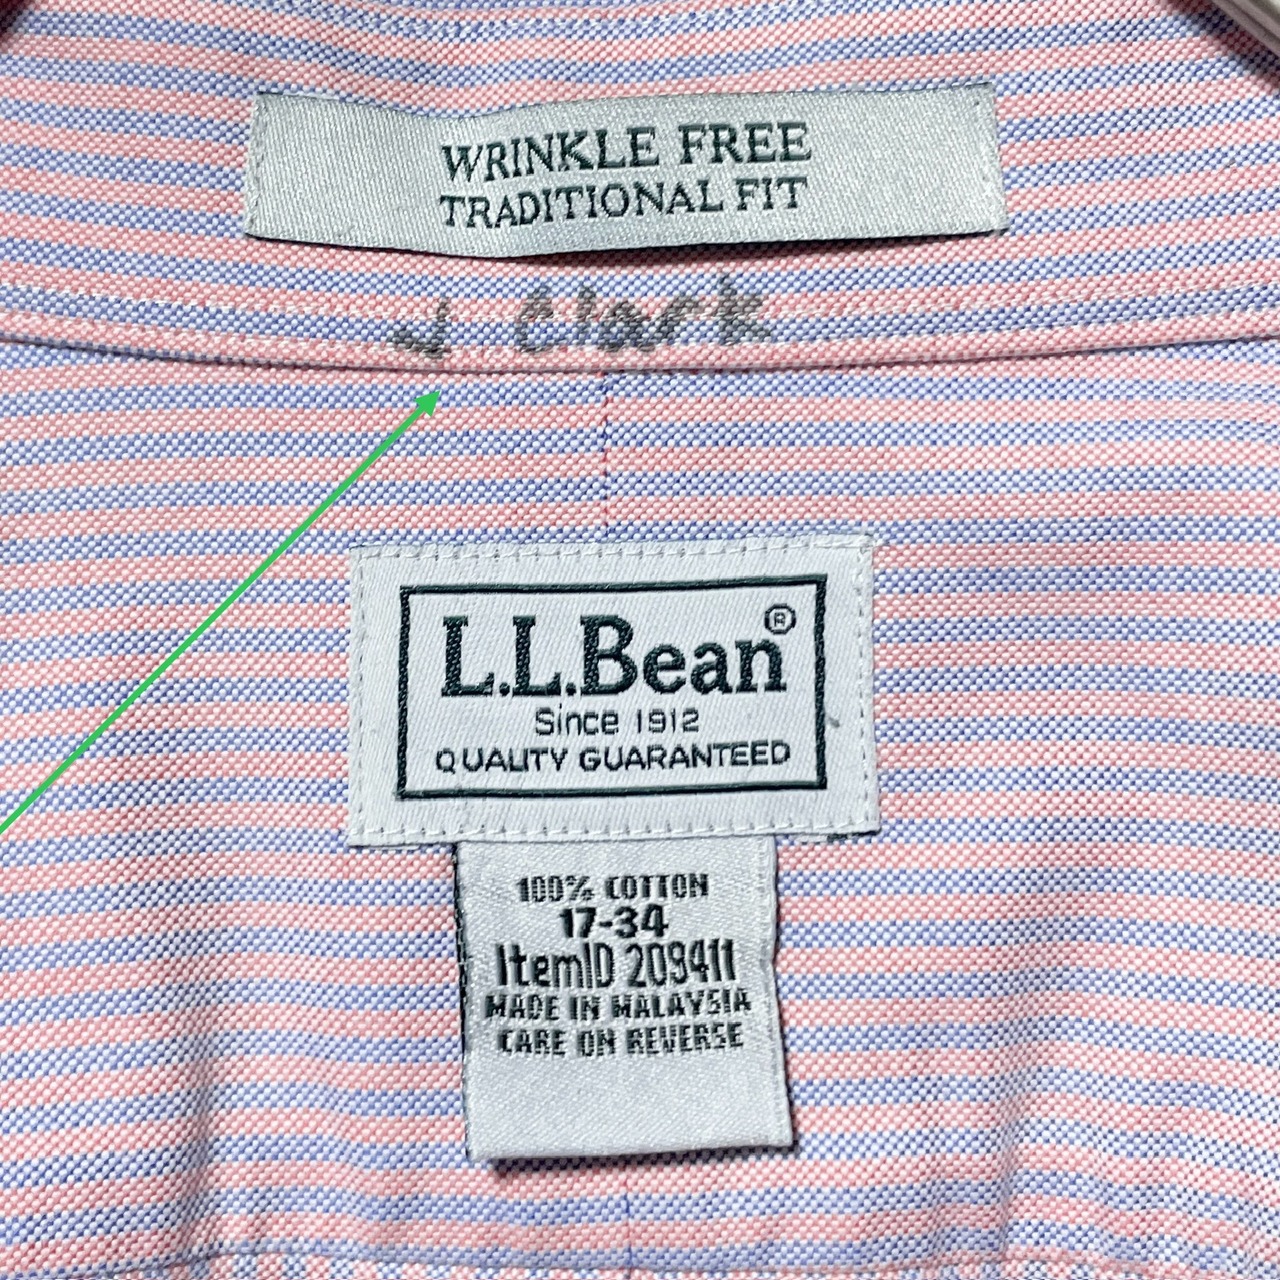 WRINKLE FREE
TRADITIONAL FIT
J Clark
L.L.Bean®
Since 1912
QUALITY GUARANTEED
100% COTTON
17-34
ItemID 209411
MADE IN MALAYSIA
CARE ON REVERSE